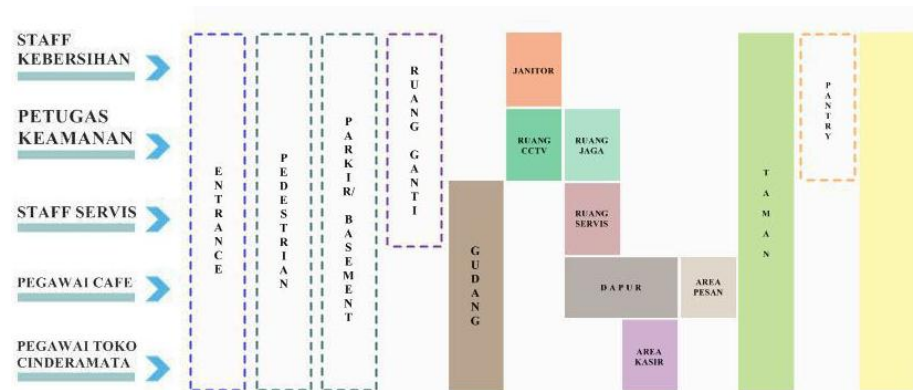 STAFF
KEBERSIHAN
PETUGAS
KEAMANAN
STAFF SERVIS
PEGAWAI CAFE
PEGAWAI TOKO
CINDERAMATA
ENTRANCE
PEDESTRIAN
PARKIR/ BASEMENT
RUANG GANTI
GUDANG
JANITOR
RUANG
CCTV
RUANG
JAGA
RUANG
SERVIS
DAPUR
AREA
PESAN
AREA
KASIR
TAMAN
PANTRY